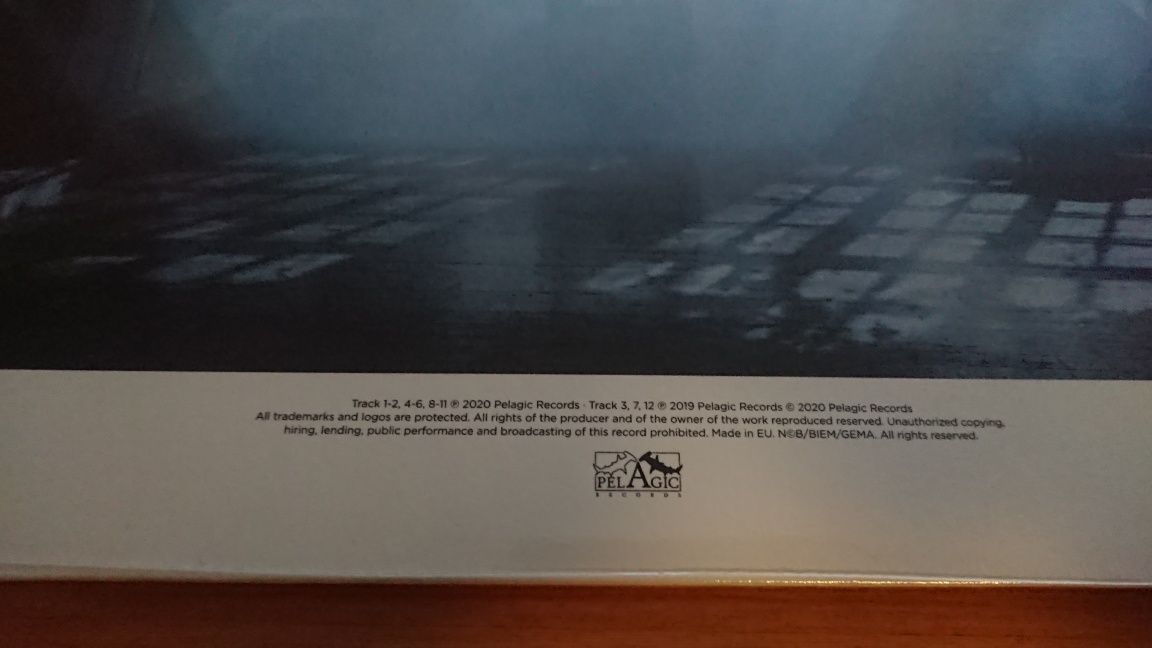 Track 1-2, 4-6, 8-11 ℗ 2020 Pelagic Records · Track 3, 7, 12 ℗ 2019 Pelagic Records © 2020 Pelagic Records
All trademarks and logos are protected. All rights of the producer and of the owner of the work reproduced reserved. Unauthorized copying,
hiring, lending, public performance and broadcasting of this record prohibited. Made in EU. N©B/BIEM/GEMA. All rights reserved.
PELAGIC
RECORDS